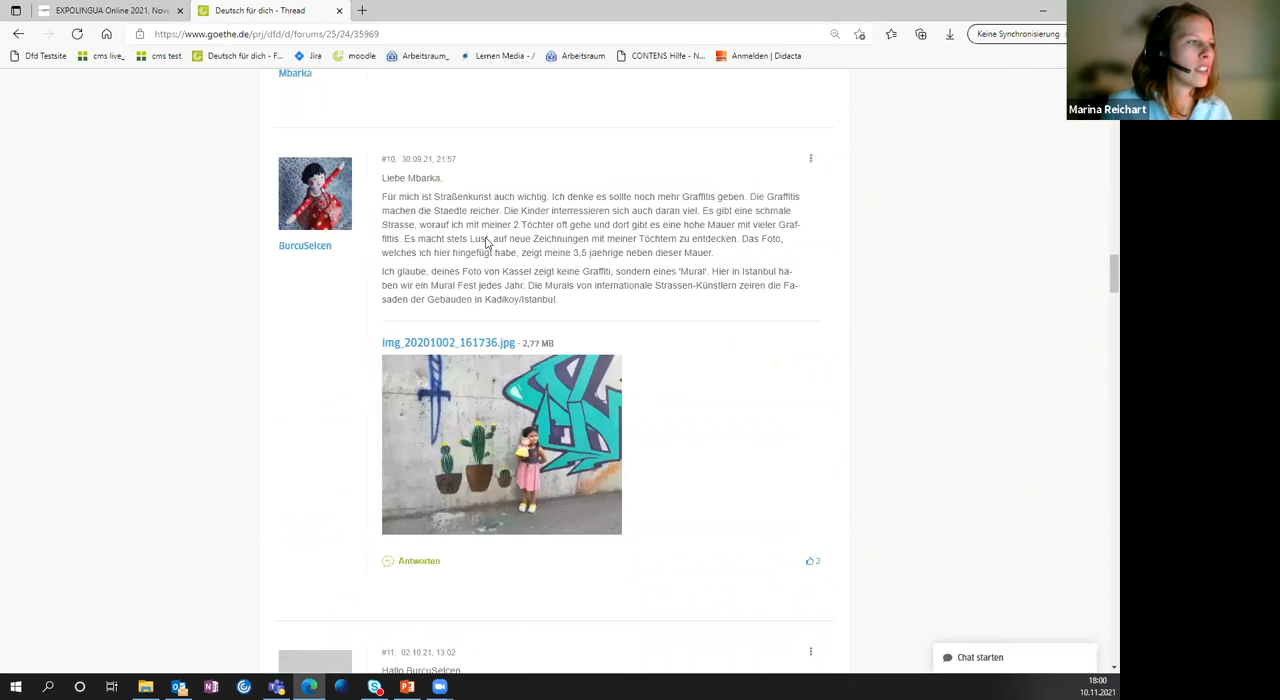 EXPOLINGUA Online 2021, Nove
Deutsch für dich - Thread
https://www.goethe.de/prj/dfd/d/forums/25/24/35969
Keine Synchronisierung
Dfd Testsite
cms live_
cms test
Deutsch für dich - F...
Jira
moodle
Arbeitsraum_
Lernen Media - /
Arbeitsraum
CONTENS Hilfe - N...
Anmelden | Didacta
Marina Reichart
Mbarka
#10, 30.09.21, 21:57
BurcuSelcen
Liebe Mbarka,
Für mich ist Straßenkunst auch wichtig. Ich denke es sollte noch mehr Graffitis geben. Die Graffitis
machen die Staedte reicher. Die Kinder interressieren sich auch daran viel. Es gibt eine schmale
Strasse, worauf ich mit meiner 2 Töchter oft gehe und dort gibt es eine hohe Mauer mit vieler Graf-
fittis. Es macht stets Lust auf neue Zeichnungen mit meiner Töchtern zu entdecken. Das Foto,
welches ich hier hingefügt habe, zeigt meine 3,5 jaehrige neben dieser Mauer.
Ich glaube, deines Foto von Kassel zeigt keine Graffiti, sondern eines 'Mural'. Hier in Istanbul ha-
ben wir ein Mural Fest jedes Jahr. Die Murals von internationale Strassen-Künstlern zeiren die Fa-
saden der Gebauden in Kadikoy/Istanbul.
img_20201002_161736.jpg - 2,77 MB
Antworten
2
#11, 02.10.21, 13:02
Hallo BurcuSelcen
Chat starten
18:00
10.11.2021